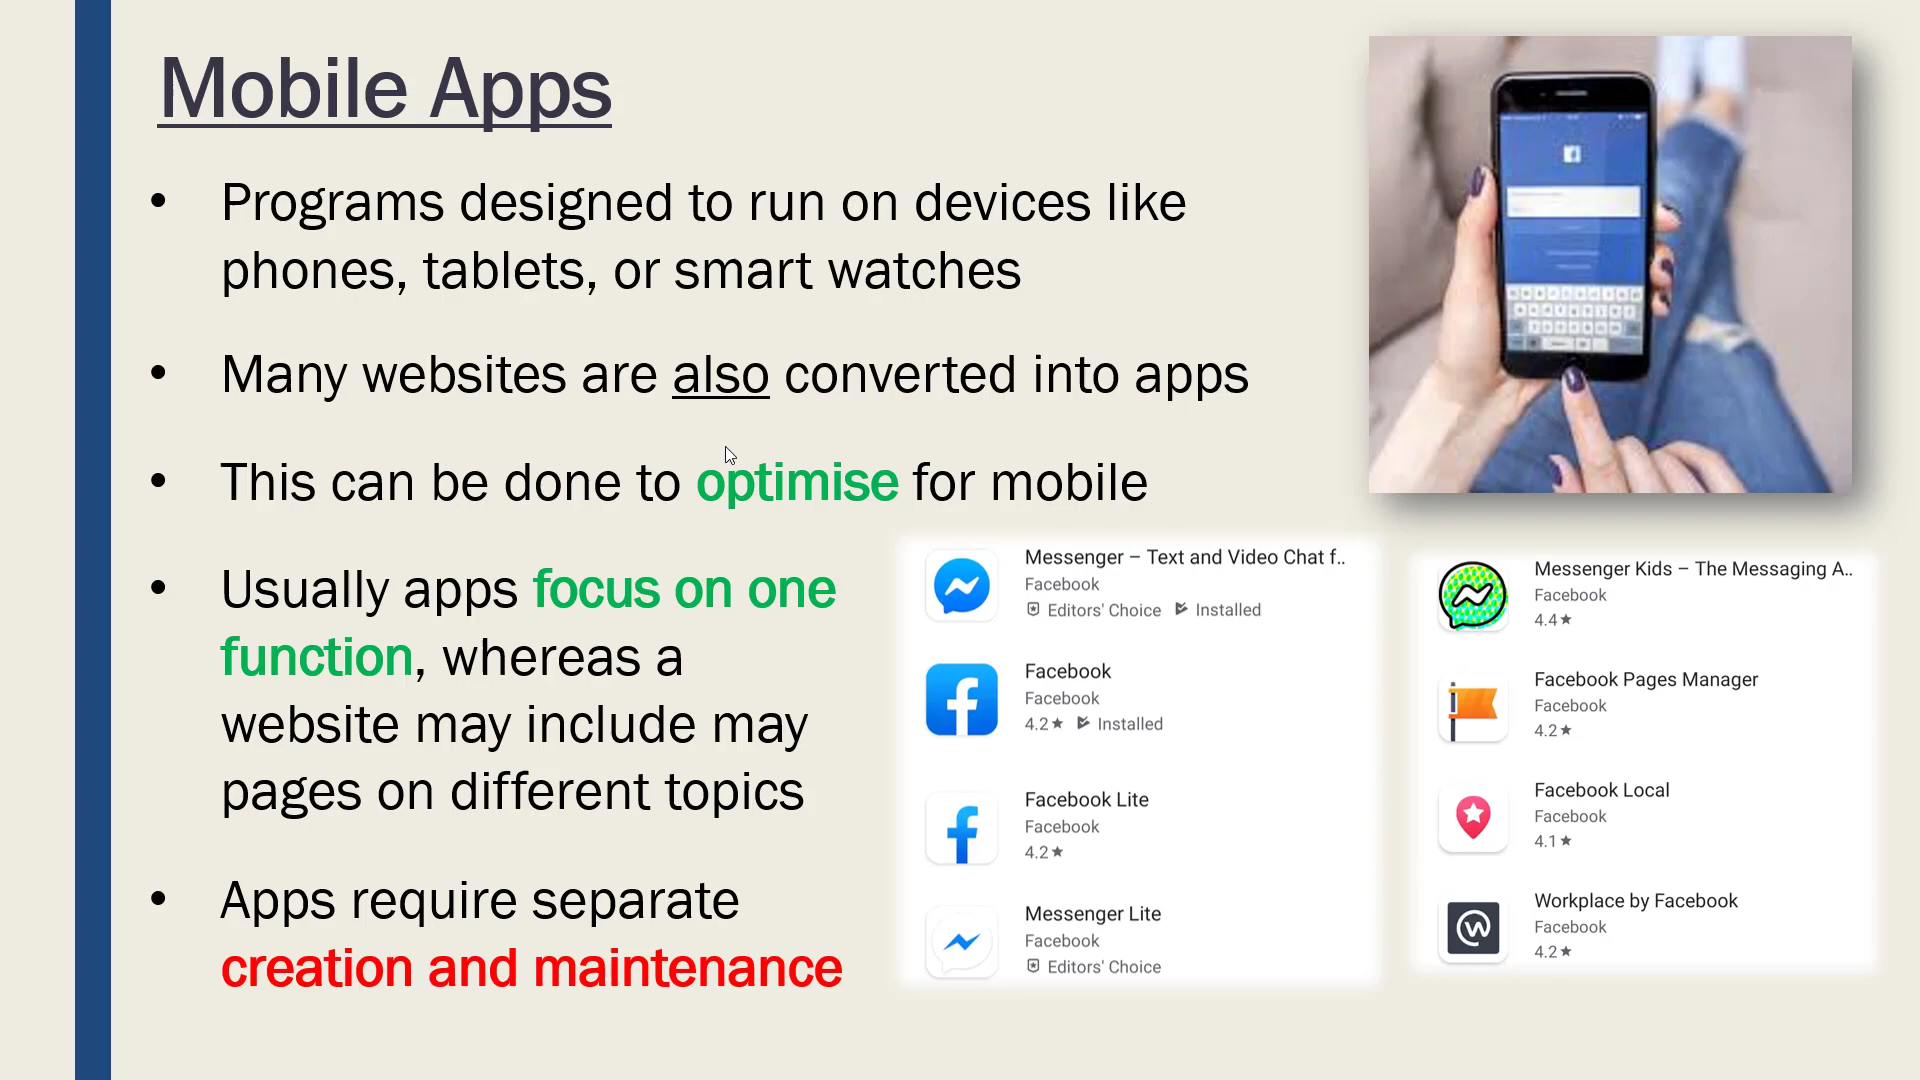 Mobile Apps
• Programs designed to run on devices like
phones, tablets, or smart watches
• Many websites are also converted into apps
• This can be done to optimise for mobile
• Usually apps focus on one
function, whereas a
website may include may
pages on different topics
• Apps require separate
creation and maintenance
Messenger – Text and Video Chat f..
Facebook
Editors' Choice Installed
Facebook
Facebook
4.2★ Installed
Facebook Lite
Facebook
4.2★
Messenger Lite
Facebook
Editors' Choice
Messenger Kids – The Messaging A..
Facebook
4.4★
Facebook Pages Manager
Facebook
4.2★
Facebook Local
Facebook
4.1★
Workplace by Facebook
Facebook
4.2★